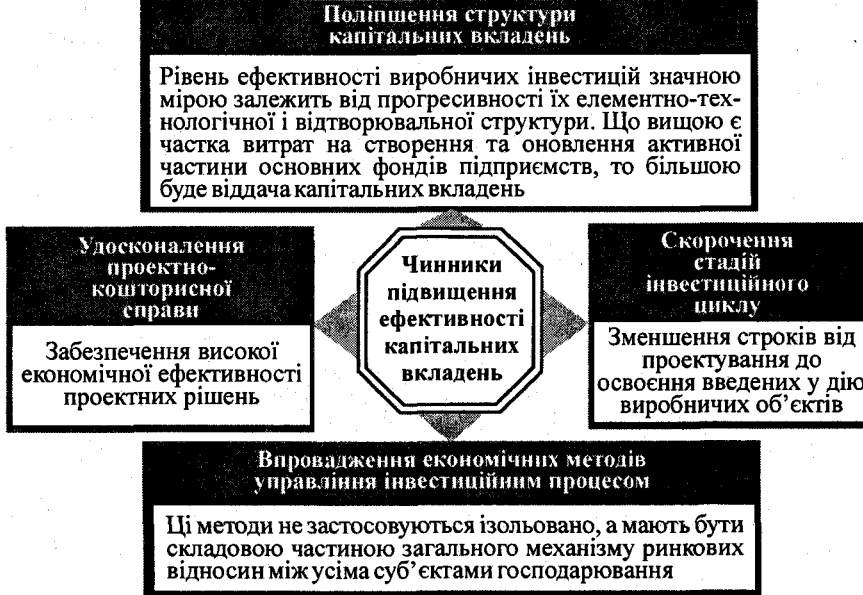 Поліпшення структури
капітальних вкладень
Рівень ефективності виробничих інвестицій значною
мірою залежить від прогресивності їх елементно-тех-
нологічної і відтворювальної структури. Що вищою є
частка витрат на створення та оновлення активної
частини основних фондів підприємств, то більшою
буде віддача капітальних вкладень
Удосконалення
проектно-
кошторисної
справи
Забезпечення високої
економічної ефективності
проектних рішень
Чинники
підвищення
ефективності
капітальних
вкладень
Скорочення
стадій
інвестиційного
циклу
Зменшення строків від
проектування до
освоєння введених у дію
виробничих об’єктів
Впровадження економічних методів
управління інвестиційним процесом
Ці методи не застосовуються ізольовано, а мають бути
складовою частиною загального механізму ринкових
відносин між усіма суб’єктами господарювання